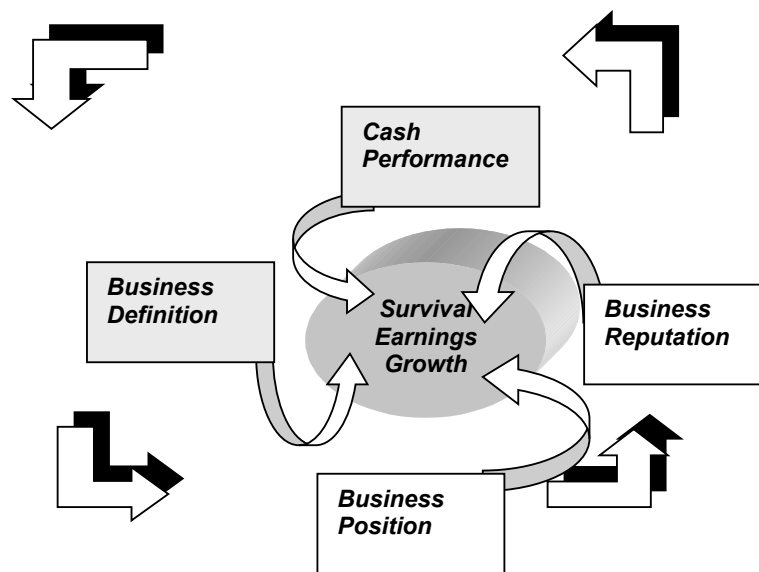 Cash
Performance
Business
Definition
Survival
Earnings
Growth
Business
Reputation
Business
Position